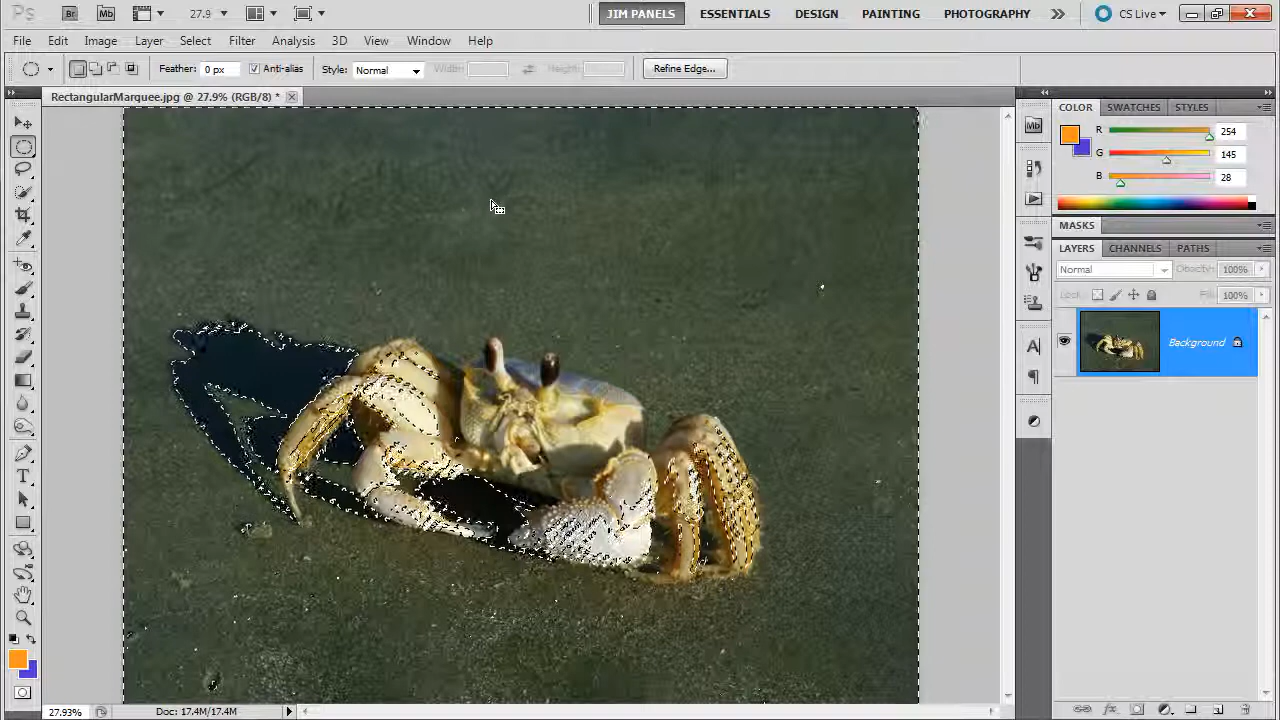 Ps Br Mb 27.9 JIM PANELS ESSENTIALS DESIGN PAINTING PHOTOGRAPHY CS Live
File Edit Image Layer Select Filter Analysis 3D View Window Help
Feather: 0 px Anti-alias Style: Normal Width: Height: Refine Edge...
RectangularMarquee.jpg @ 27.9% (RGB/8) *
COLOR SWATCHES STYLES
Mb
R 254
G 145
B 28
MASKS
LAYERS CHANNELS PATHS
Normal Opacity: 100%
Lock: Fill: 100%
Background
27.93% Doc: 17.4M/17.4M